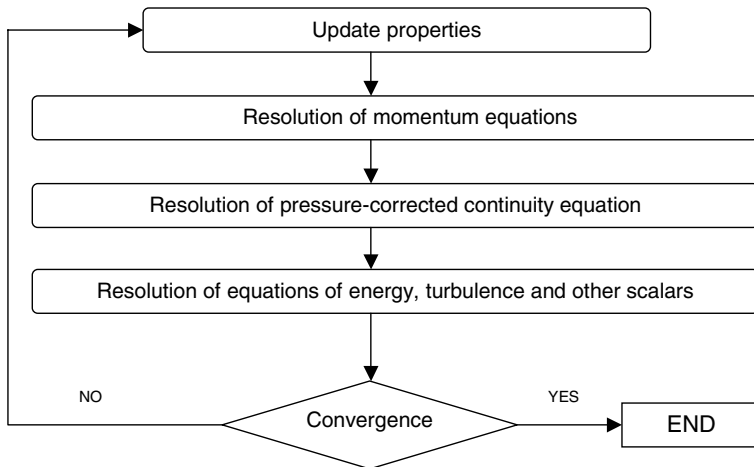 Update properties
Resolution of momentum equations
Resolution of pressure-corrected continuity equation
Resolution of equations of energy, turbulence and other scalars
NO
YES
Convergence
END